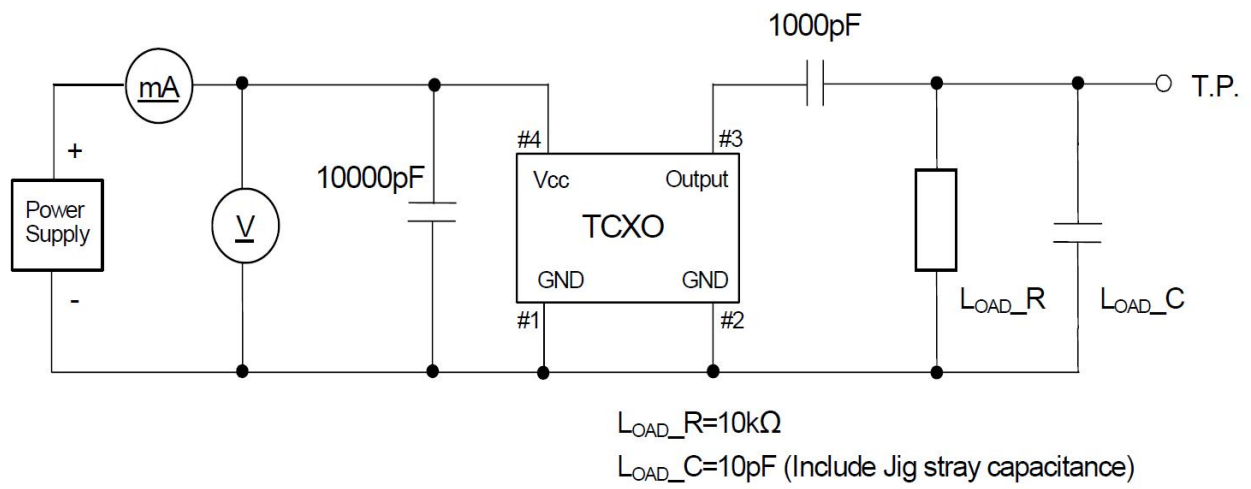 1000pF
mA
T.P.
+
#4
#3
10000pF
Vcc
Output
Power
Supply
V
TCXO
GND
GND
-
#1
#2
LOAD_R
LOAD_C
LOAD_R=10kΩ
LOAD_C=10pF (Include Jig stray capacitance)